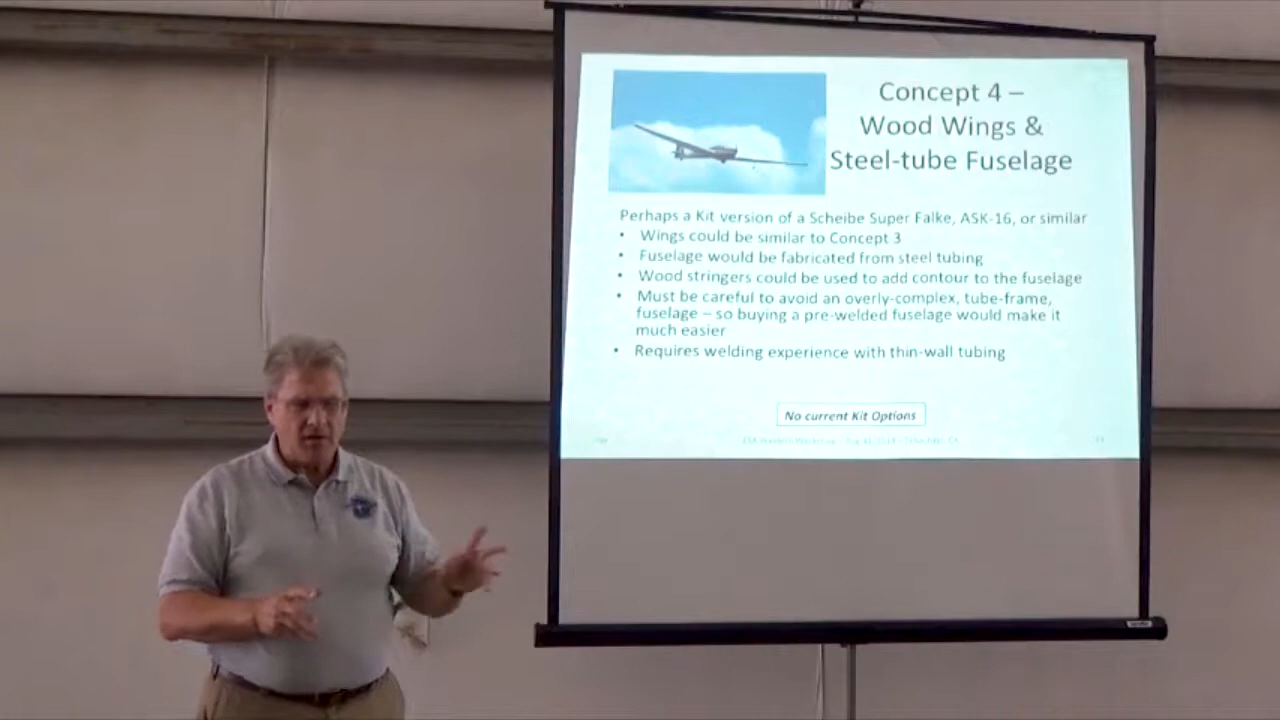 Concept 4 –
Wood Wings &
Steel-tube Fuselage
Perhaps a Kit version of a Scheibe Super Falke, ASK-16, or similar
• Wings could be similar to Concept 3
• Fuselage would be fabricated from steel tubing
• Wood stringers could be used to add contour to the fuselage
• Must be careful to avoid an overly-complex, tube-frame,
fuselage – so buying a pre-welded fuselage would make it
much easier
• Requires welding experience with thin-wall tubing
No current Kit Options